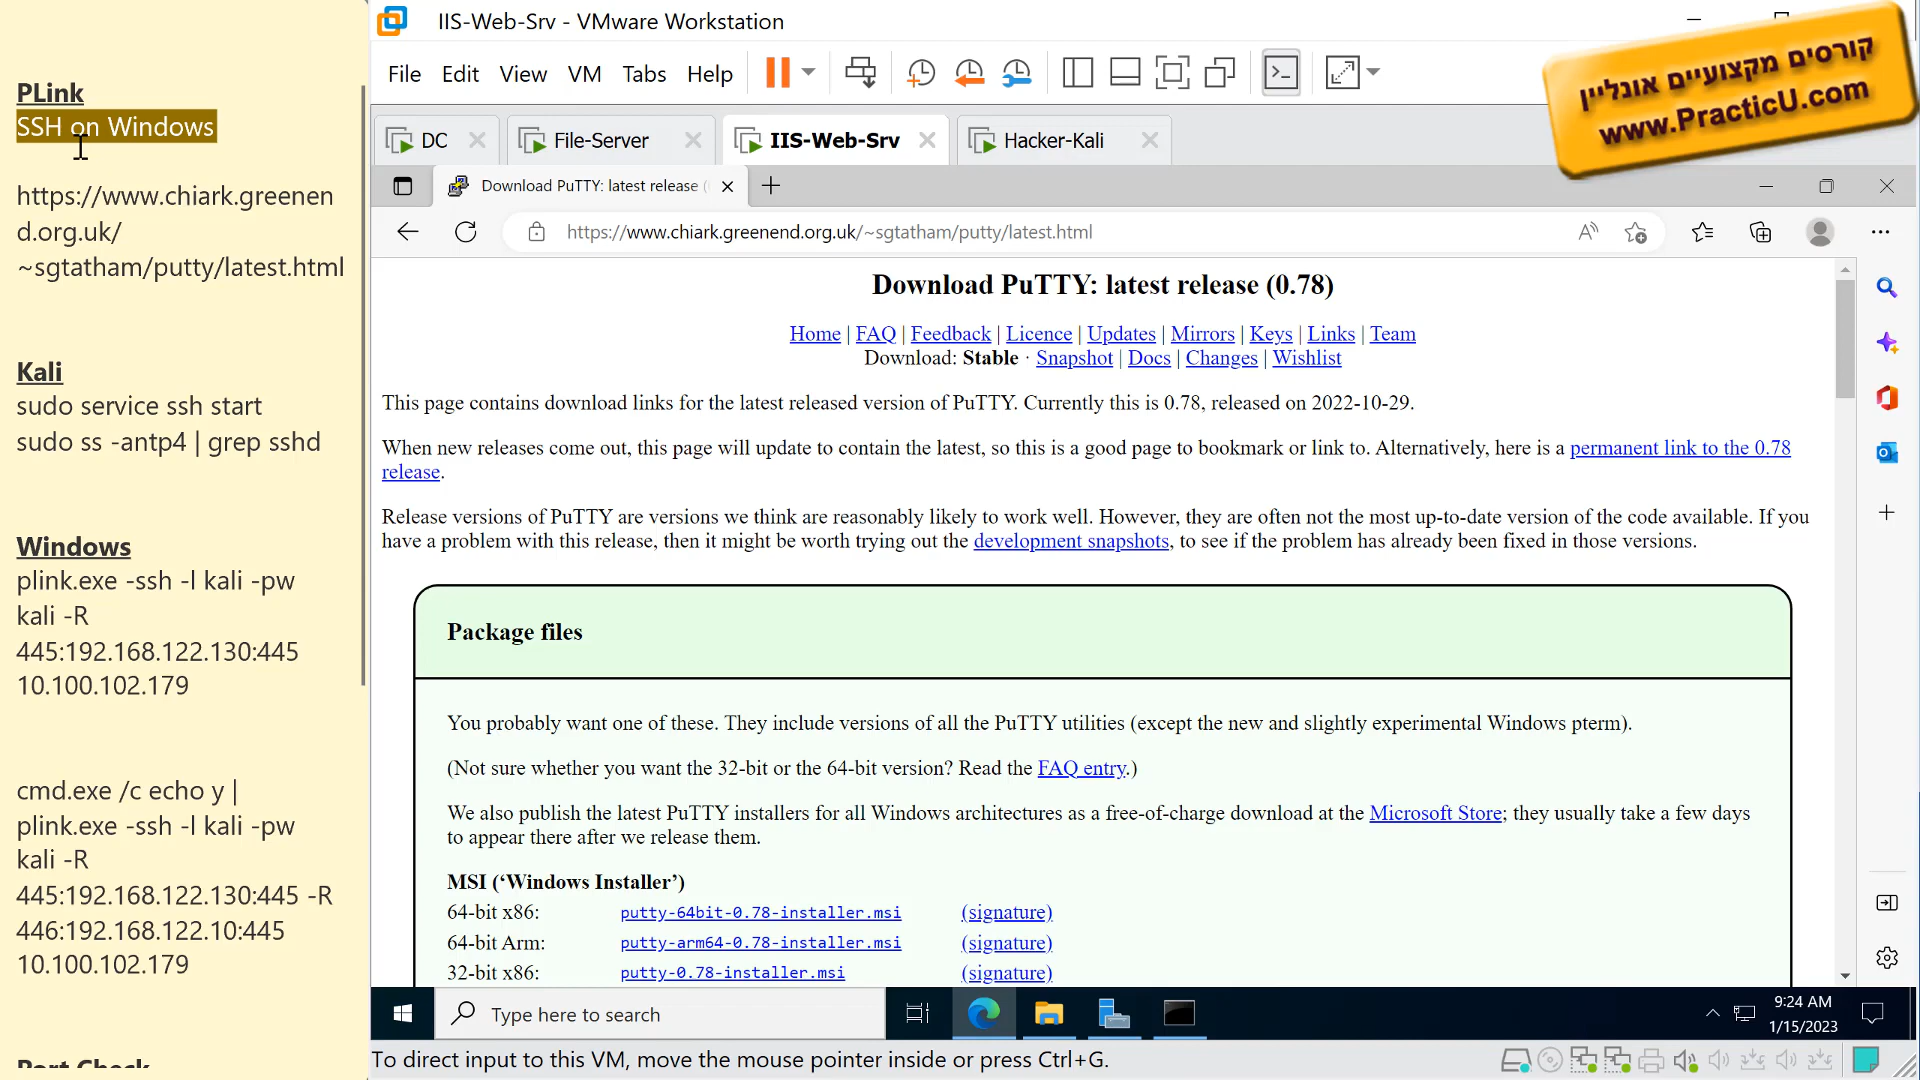 PLink
SSH on Windows
https://www.chiark.greenen
d.org.uk/
~sgtatham/putty/latest.html
Kali
sudo service ssh start
sudo ss -antp4 | grep sshd
Windows
plink.exe -ssh -l kali -pw
kali -R
445:192.168.122.130:445
10.100.102.179
cmd.exe /c echo y |
plink.exe -ssh -l kali -pw
kali -R
445:192.168.122.130:445 -R
446:192.168.122.10:445
10.100.102.179
Port Check
IIS-Web-Srv - VMware Workstation
File Edit View VM Tabs Help
קורסים מקצועיים אונליין
www.PracticU.com
DC File-Server IIS-Web-Srv Hacker-Kali
Download PuTTY: latest release (
https://www.chiark.greenend.org.uk/~sgtatham/putty/latest.html
Download PuTTY: latest release (0.78)
Home | FAQ | Feedback | Licence | Updates | Mirrors | Keys | Links | Team
Download: Stable · Snapshot | Docs | Changes | Wishlist
This page contains download links for the latest released version of PuTTY. Currently this is 0.78, released on 2022-10-29.
When new releases come out, this page will update to contain the latest, so this is a good page to bookmark or link to. Alternatively, here is a permanent link to the 0.78
release.
Release versions of PuTTY are versions we think are reasonably likely to work well. However, they are often not the most up-to-date version of the code available. If you
have a problem with this release, then it might be worth trying out the development snapshots, to see if the problem has already been fixed in those versions.
Package files
You probably want one of these. They include versions of all the PuTTY utilities (except the new and slightly experimental Windows pterm).
(Not sure whether you want the 32-bit or the 64-bit version? Read the FAQ entry.)
We also publish the latest PuTTY installers for all Windows architectures as a free-of-charge download at the Microsoft Store; they usually take a few days
to appear there after we release them.
MSI (‘Windows Installer’)
64-bit x86: putty-64bit-0.78-installer.msi (signature)
64-bit Arm: putty-arm64-0.78-installer.msi (signature)
32-bit x86: putty-0.78-installer.msi (signature)
Type here to search
9:24 AM
1/15/2023
To direct input to this VM, move the mouse pointer inside or press Ctrl+G.